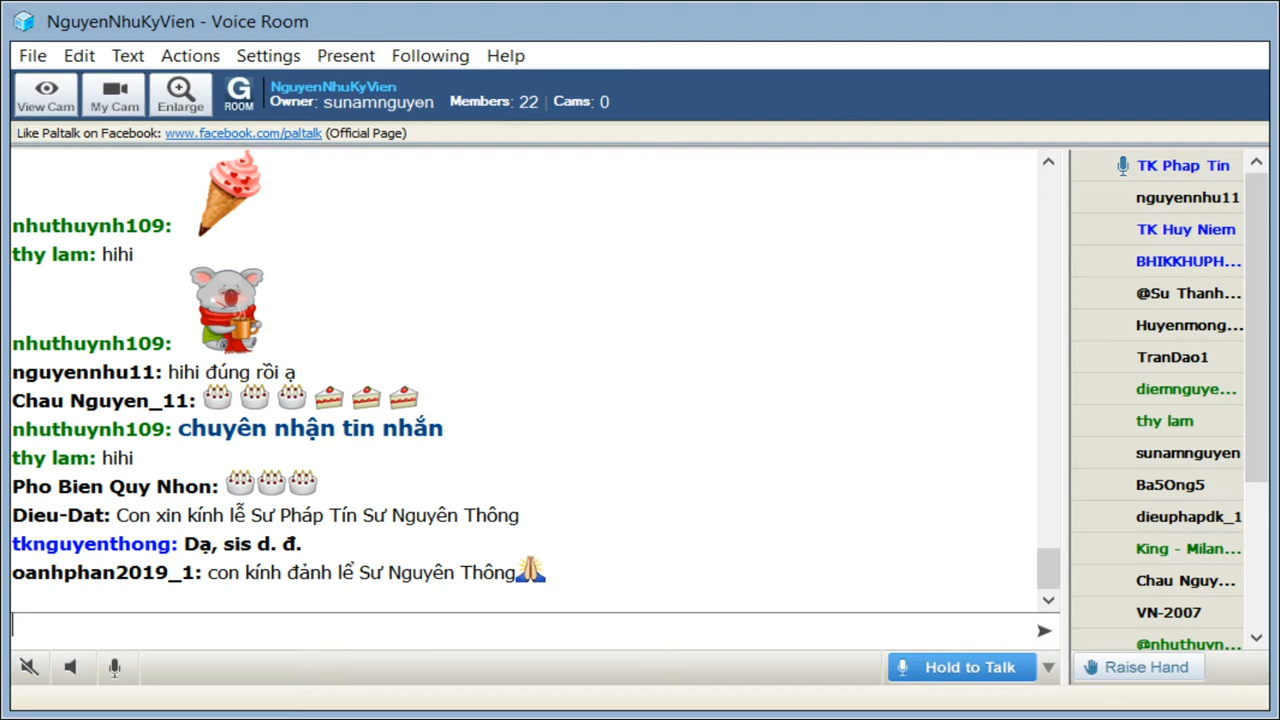 NguyenNhuKyVien - Voice Room
File Edit Text Actions Settings Present Following Help
View Cam
My Cam
Enlarge
G ROOM
NguyenNhuKyVien
Owner: sunamnguyen Members: 22 | Cams: 0
Like Paltalk on Facebook: www.facebook.com/paltalk (Official Page)
nhuthuynh109:
thy lam: hihi
nhuthuynh109:
nguyennhu11: hihi đúng rồi ạ
Chau Nguyen_11:
nhuthuynh109: chuyên nhận tin nhắn
thy lam: hihi
Pho Bien Quy Nhon:
Dieu-Dat: Con xin kính lễ Sư Pháp Tín Sư Nguyên Thông
tknguyenthong: Dạ, sis d. đ.
oanhphan2019_1: con kính đảnh lể Sư Nguyên Thông
TK Phap Tin
nguyennhu11
TK Huy Niem
BHIKKHUPH...
@Su Thanh...
Huyenmong...
TranDao1
diemnguye...
thy lam
sunamnguyen
Ba5Ong5
dieuphapdk_1
King - Milan...
Chau Nguy...
VN-2007
@nhuthuyn...
Hold to Talk
Raise Hand